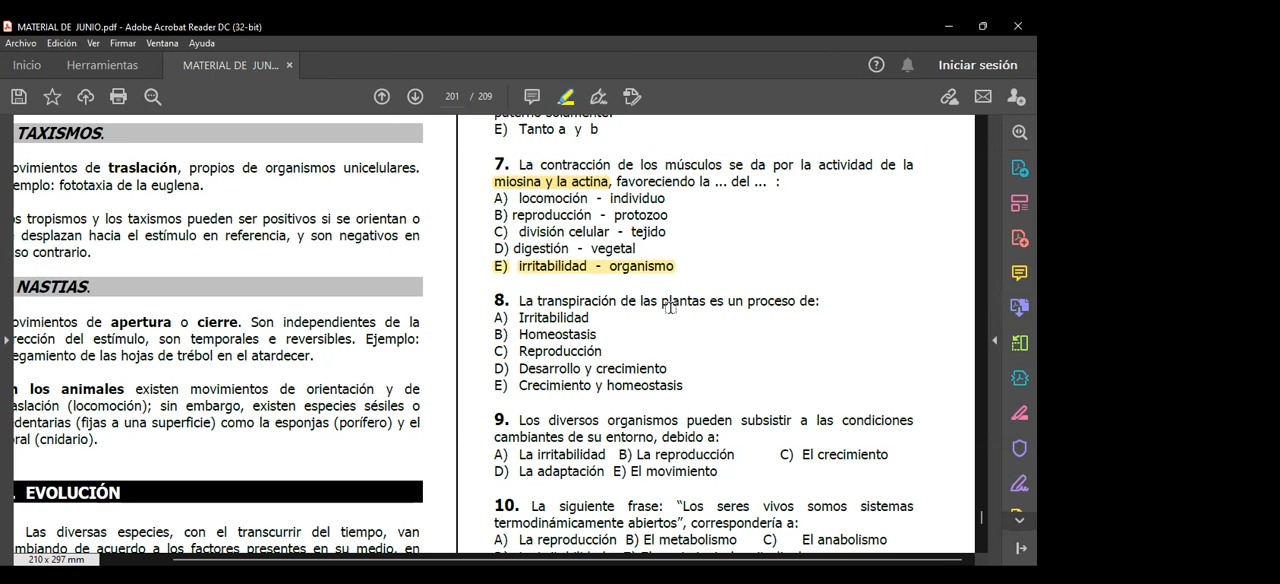 MATERIAL DE JUNIO.pdf - Adobe Acrobat Reader DC (32-bit)
Archivo Edición Ver Firmar Ventana Ayuda
Inicio Herramientas MATERIAL DE JUN... × Iniciar sesión
201 / 209
TAXISMOS.
ovimientos de traslación, propios de organismos unicelulares.
emplo: fototaxia de la euglena.
s tropismos y los taxismos pueden ser positivos si se orientan o
desplazan hacia el estímulo en referencia, y son negativos en
so contrario.
NASTIAS.
ovimientos de apertura o cierre. Son independientes de la
rección del estímulo, son temporales e reversibles. Ejemplo:
egamiento de las hojas de trébol en el atardecer.
n los animales existen movimientos de orientación y de
aslación (locomoción); sin embargo, existen especies sésiles o
dentarias (fijas a una superficie) como la esponjas (porífero) y el
ral (cnidario).
. EVOLUCIÓN
Las diversas especies, con el transcurrir del tiempo, van
mbiando de acuerdo a los factores presentes en su medio, en
210 x 297 mm
E) Tanto a y b
7. La contracción de los músculos se da por la actividad de la
miosina y la actina, favoreciendo la ... del ... :
A) locomoción - individuo
B) reproducción - protozoo
C) división celular - tejido
D) digestión - vegetal
E) irritabilidad - organismo
8. La transpiración de las plantas es un proceso de:
A) Irritabilidad
B) Homeostasis
C) Reproducción
D) Desarrollo y crecimiento
E) Crecimiento y homeostasis
9. Los diversos organismos pueden subsistir a las condiciones
cambiantes de su entorno, debido a:
A) La irritabilidad B) La reproducción C) El crecimiento
D) La adaptación E) El movimiento
10. La siguiente frase: "Los seres vivos somos sistemas
termodinámicamente abiertos", correspondería a:
A) La reproducción B) El metabolismo C) El anabolismo